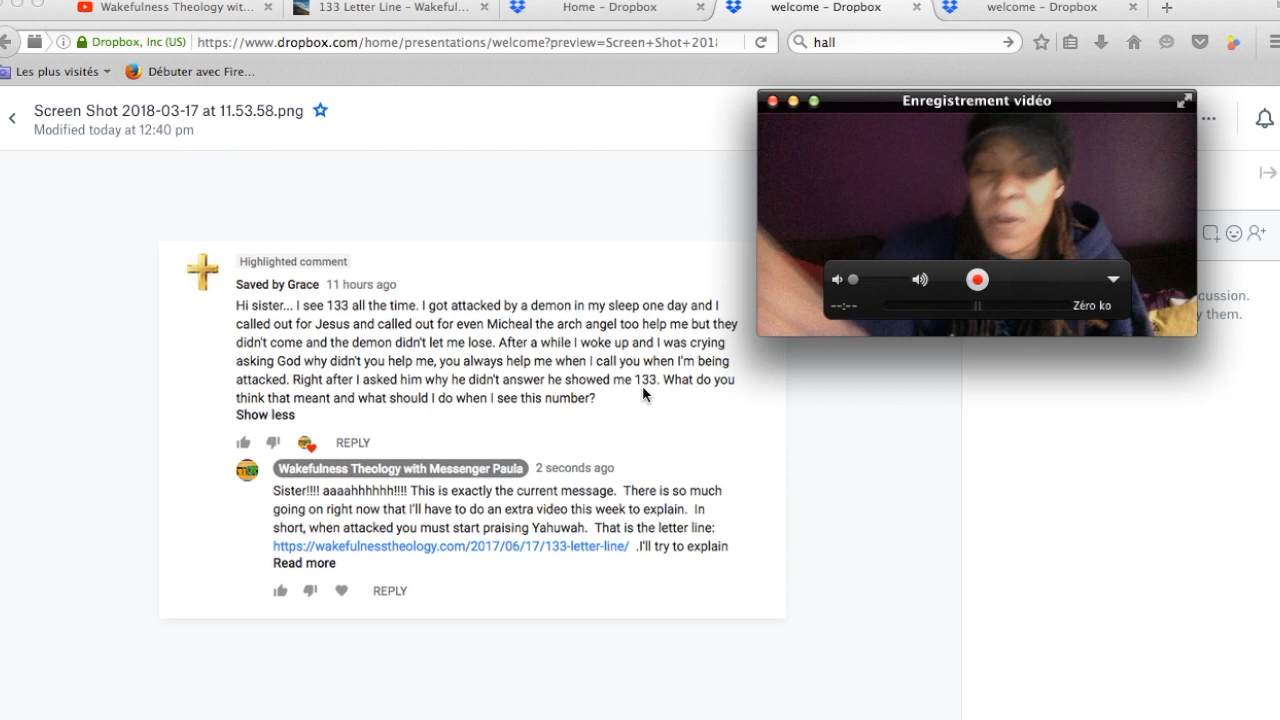 Wakefulness Theology wit...
133 Letter Line – Wakeful...
Home – Dropbox
welcome – Dropbox
welcome – Dropbox
Dropbox, Inc (US)
https://www.dropbox.com/home/presentations/welcome?preview=Screen+Shot+201
hall
Les plus visités
Débuter avec Fire...
Screen Shot 2018-03-17 at 11.53.58.png
Modified today at 12:40 pm
Enregistrement vidéo
--:--
Zéro ko
cussion.
them.
Highlighted comment
Saved by Grace 11 hours ago
Hi sister... I see 133 all the time. I got attacked by a demon in my sleep one day and I
called out for Jesus and called out for even Micheal the arch angel too help me but they
didn't come and the demon didn't let me lose. After a while I woke up and I was crying
asking God why didn't you help me, you always help me when I call you when I'm being
attacked. Right after I asked him why he didn't answer he showed me 133. What do you
think that meant and what should I do when I see this number?
Show less
REPLY
Wakefulness Theology with Messenger Paula 2 seconds ago
Sister!!!! aaaahhhhhh!!!! This is exactly the current message. There is so much
going on right now that I'll have to do an extra video this week to explain. In
short, when attacked you must start praising Yahuwah. That is the letter line:
https://wakefulnesstheology.com/2017/06/17/133-letter-line/ .I'll try to explain
Read more
REPLY